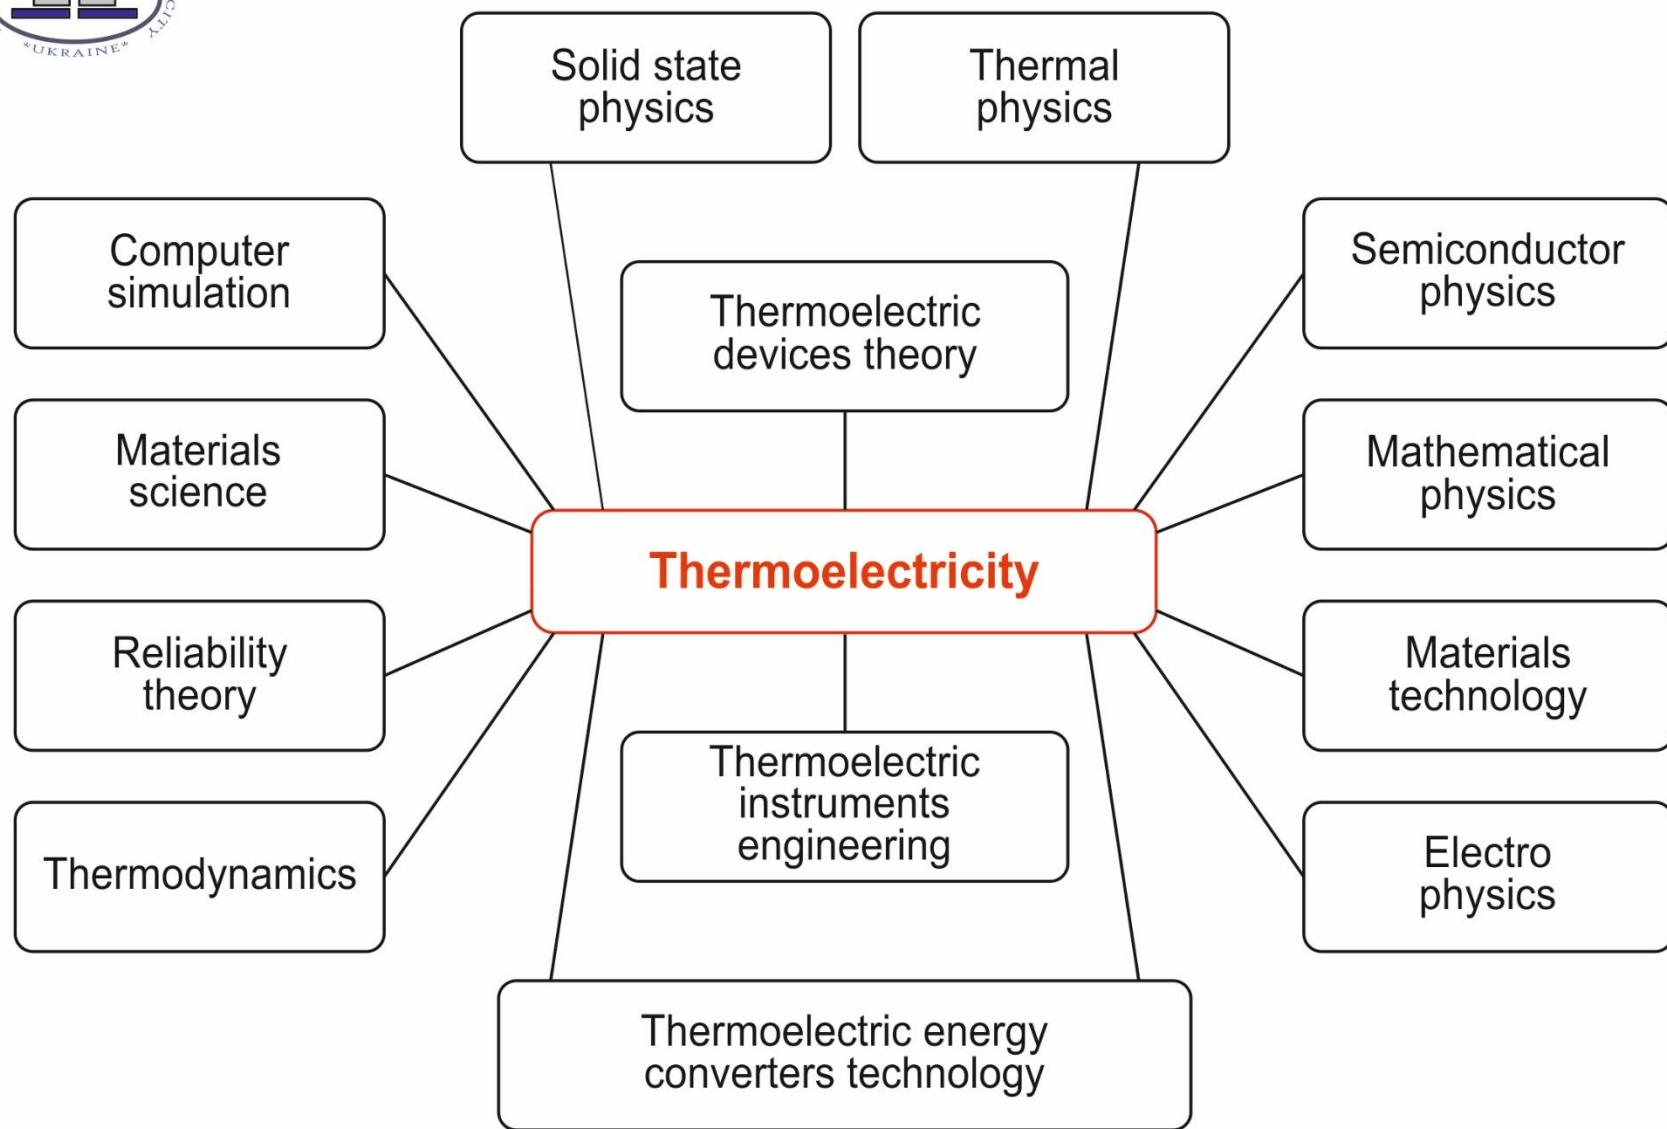 *UKRAINE*
Solid state
physics
Thermal
physics
Computer
simulation
Thermoelectric
devices theory
Semiconductor
physics
Materials
science
Mathematical
physics
Thermoelectricity
Reliability
theory
Materials
technology
Thermoelectric
instruments
engineering
Thermodynamics
Electro
physics
Thermoelectric energy
converters technology